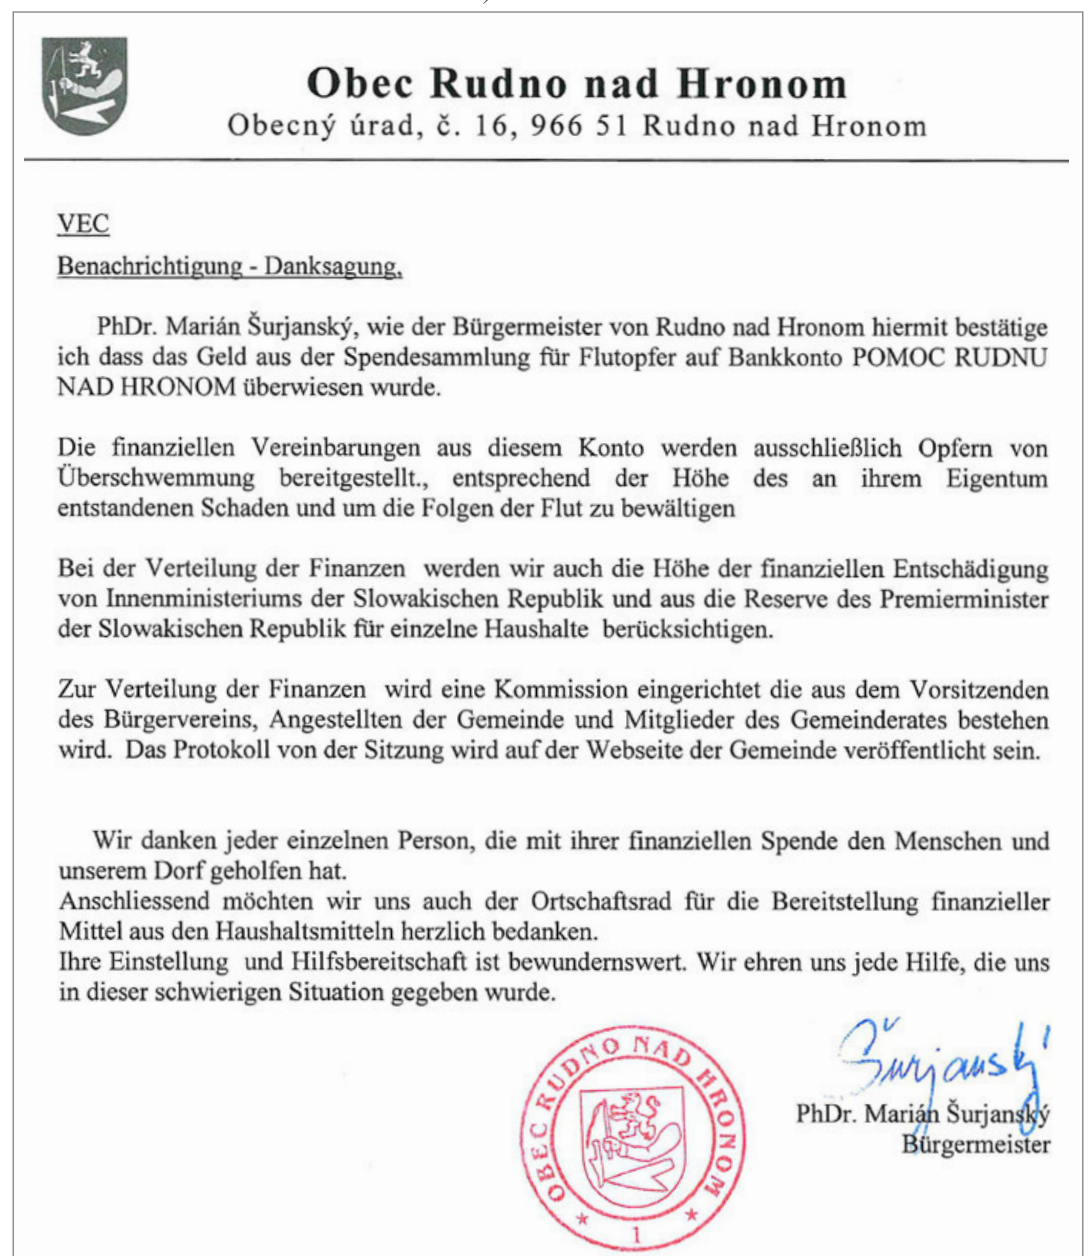 Obec Rudno nad Hronom
Obecný úrad, č. 16, 966 51 Rudno nad Hronom
VEC
Benachrichtigung - Danksagung,
PhDr. Marián Šurjanský, wie der Bürgermeister von Rudno nad Hronom hiermit bestätige
ich dass das Geld aus der Spendesammlung für Flutopfer auf Bankkonto POMOC RUDNU
NAD HRONOM überwiesen wurde.
Die finanziellen Vereinbarungen aus diesem Konto werden ausschließlich Opfern von
Überschwemmung bereitgestellt., entsprechend der Höhe des an ihrem Eigentum
entstandenen Schaden und um die Folgen der Flut zu bewältigen
Bei der Verteilung der Finanzen werden wir auch die Höhe der finanziellen Entschädigung
von Innenministeriums der Slowakischen Republik und aus die Reserve des Premierminister
der Slowakischen Republik für einzelne Haushalte berücksichtigen.
Zur Verteilung der Finanzen wird eine Kommission eingerichtet die aus dem Vorsitzenden
des Bürgervereins, Angestellten der Gemeinde und Mitglieder des Gemeinderates bestehen
wird. Das Protokoll von der Sitzung wird auf der Webseite der Gemeinde veröffentlicht sein.
Wir danken jeder einzelnen Person, die mit ihrer finanziellen Spende den Menschen und
unserem Dorf geholfen hat.
Anschliessend möchten wir uns auch der Ortschaftsrad für die Bereitstellung finanzieller
Mittel aus den Haushaltsmitteln herzlich bedanken.
Ihre Einstellung und Hilfsbereitschaft ist bewundernswert. Wir ehren uns jede Hilfe, die uns
in dieser schwierigen Situation gegeben wurde.
OBEC RUDNO NAD HRONOM
* 1 *
Šurjanský
PhDr. Marián Šurjanský
Bürgermeister